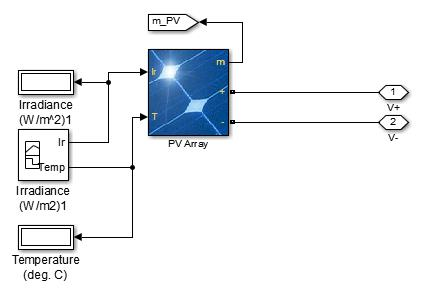 m_PV
Ir
m
+
T
-
PV Array
1
V+
2
V-
Irradiance
(W/m^2)1
Ir
Temp
Irradiance
(W/m2)1
Temperature
(deg. C)